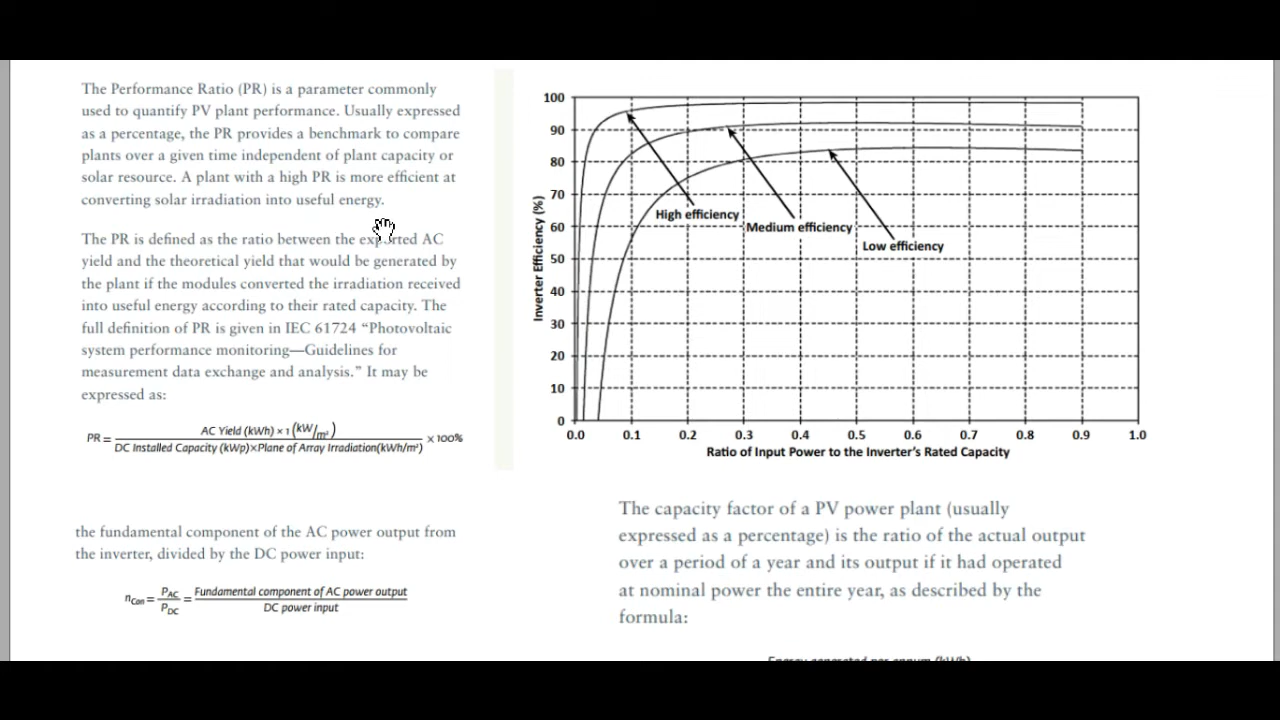 The Performance Ratio (PR) is a parameter commonly
used to quantify PV plant performance. Usually expressed
as a percentage, the PR provides a benchmark to compare
plants over a given time independent of plant capacity or
solar resource. A plant with a high PR is more efficient at
converting solar irradiation into useful energy.
The PR is defined as the ratio between the exported AC
yield and the theoretical yield that would be generated by
the plant if the modules converted the irradiation received
into useful energy according to their rated capacity. The
full definition of PR is given in IEC 61724 “Photovoltaic
system performance monitoring—Guidelines for
measurement data exchange and analysis.” It may be
expressed as:
AC Yield (kWh) × 1 (kW/m²)
PR = × 100%
DC Installed Capacity (kWp)×Plane of Array Irradiation(kWh/m²)
the fundamental component of the AC power output from
the inverter, divided by the DC power input:
nCon = PAC = Fundamental component of AC power output
PDC DC power input
100
90
80
70
60
50
40
30
20
10
0
Inverter Efficiency (%)
High efficiency
Medium efficiency
Low efficiency
0.0 0.1 0.2 0.3 0.4 0.5 0.6 0.7 0.8 0.9 1.0
Ratio of Input Power to the Inverter’s Rated Capacity
The capacity factor of a PV power plant (usually
expressed as a percentage) is the ratio of the actual output
over a period of a year and its output if it had operated
at nominal power the entire year, as described by the
formula:
Energy generated per annum (kWh)